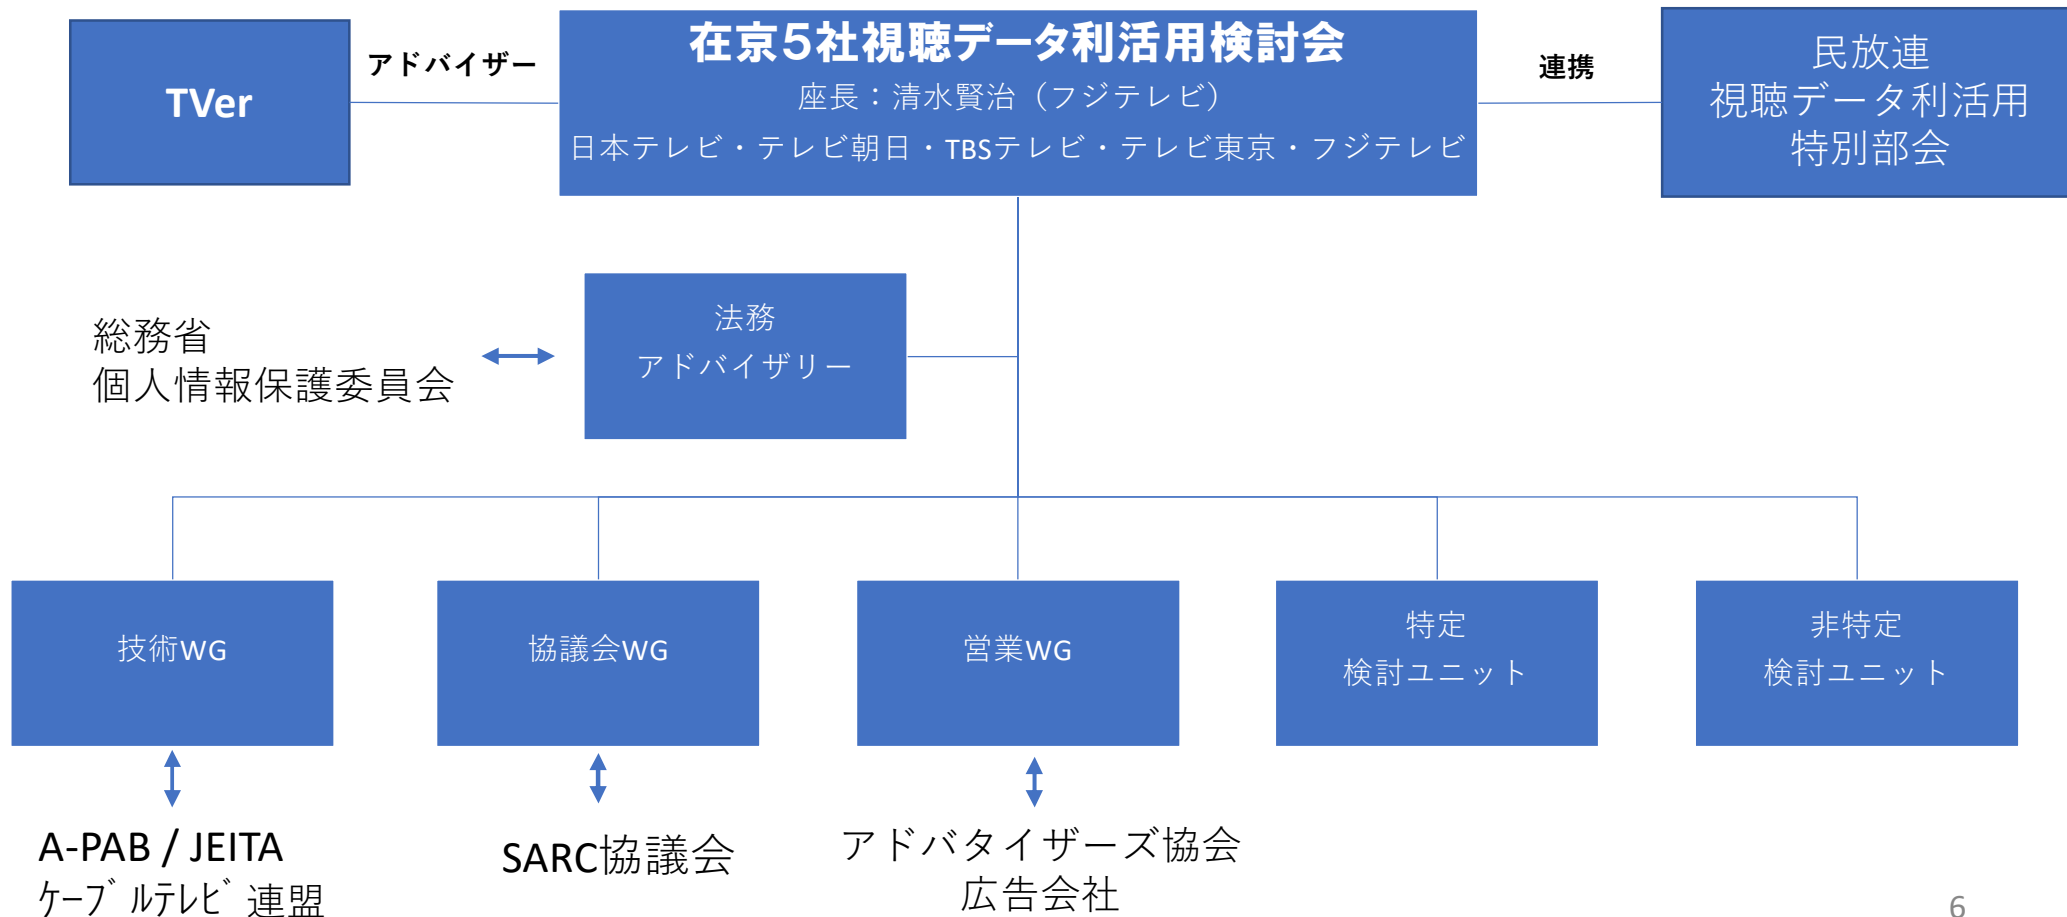 TVer
アドバイザー
在京5社視聴データ利活用検討会
座長：清水賢治（フジテレビ）
日本テレビ・テレビ朝日・TBSテレビ・テレビ東京・フジテレビ
連携
民放連
視聴データ利活用
特別部会
総務省
個人情報保護委員会
法務
アドバイザリー
技術WG
協議会WG
営業WG
特定
検討ユニット
非特定
検討ユニット
A-PAB / JEITA
ｹｰﾌﾞﾙﾃﾚﾋﾞ連盟
SARC協議会
アドバタイザーズ協会
広告会社
6